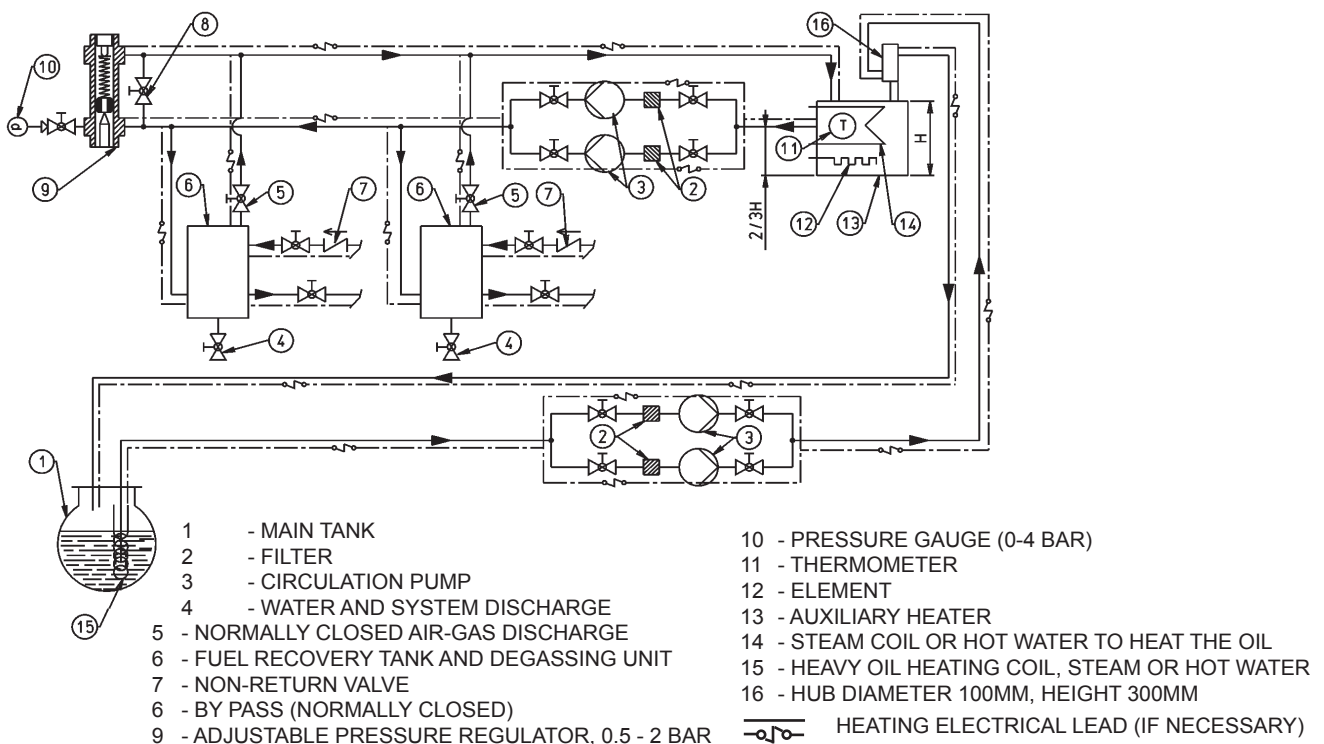 16
8
10
P
9
6
5
7
6
5
7
4
4
3
2
T
11
H
2/3H
12
13
14
2
3
1
15
1 - MAIN TANK
2 - FILTER
3 - CIRCULATION PUMP
4 - WATER AND SYSTEM DISCHARGE
5 - NORMALLY CLOSED AIR-GAS DISCHARGE
6 - FUEL RECOVERY TANK AND DEGASSING UNIT
7 - NON-RETURN VALVE
6 - BY PASS (NORMALLY CLOSED)
9 - ADJUSTABLE PRESSURE REGULATOR, 0.5 - 2 BAR
10 - PRESSURE GAUGE (0-4 BAR)
11 - THERMOMETER
12 - ELEMENT
13 - AUXILIARY HEATER
14 - STEAM COIL OR HOT WATER TO HEAT THE OIL
15 - HEAVY OIL HEATING COIL, STEAM OR HOT WATER
16 - HUB DIAMETER 100MM, HEIGHT 300MM
HEATING ELECTRICAL LEAD (IF NECESSARY)